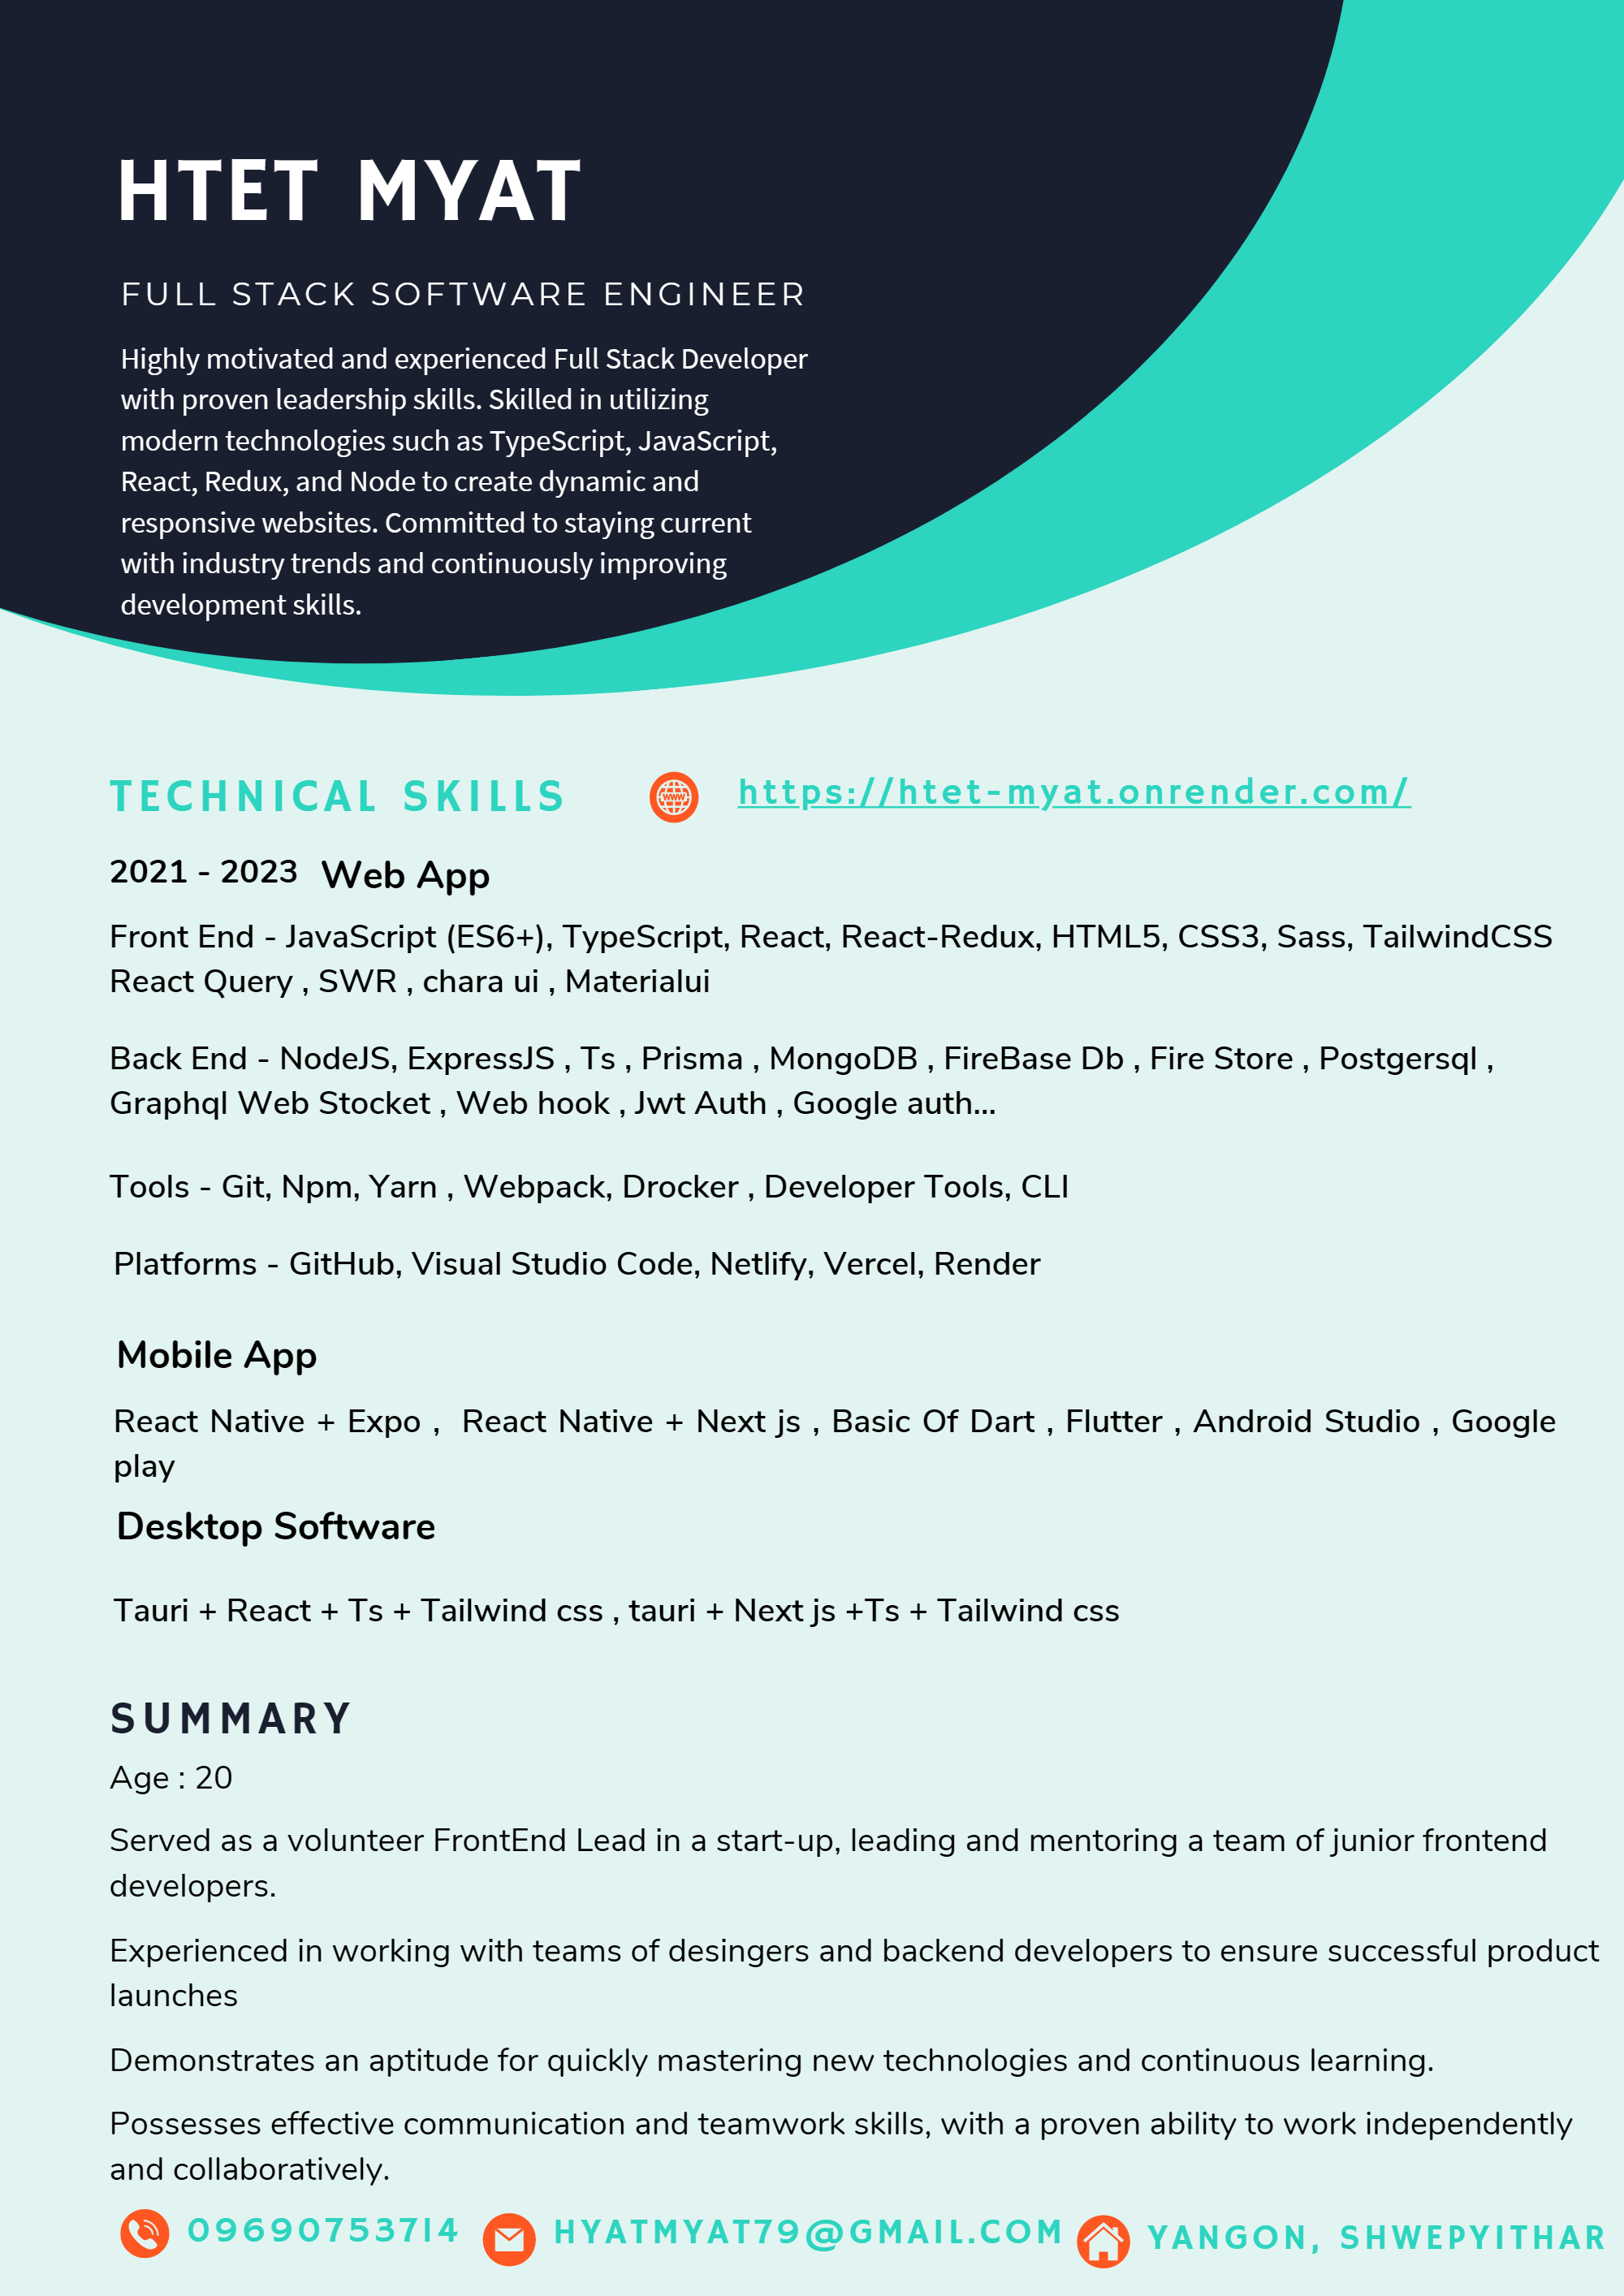 HTET MYAT
FULL STACK SOFTWARE ENGINEER
Highly motivated and experienced Full Stack Developer
with proven leadership skills. Skilled in utilizing
modern technologies such as TypeScript, JavaScript,
React, Redux, and Node to create dynamic and
responsive websites. Committed to staying current
with industry trends and continuously improving
development skills.
TECHNICAL SKILLS
www
https://htet-myat.onrender.com/
2021 - 2023 Web App
Front End - JavaScript (ES6+), TypeScript, React, React-Redux, HTML5, CSS3, Sass, TailwindCSS
React Query , SWR , chara ui , Materialui
Back End - NodeJS, ExpressJS , Ts , Prisma , MongoDB , FireBase Db , Fire Store , Postgersql ,
Graphql Web Stocket , Web hook , Jwt Auth , Google auth...
Tools - Git, Npm, Yarn , Webpack, Drocker , Developer Tools, CLI
Platforms - GitHub, Visual Studio Code, Netlify, Vercel, Render
Mobile App
React Native + Expo , React Native + Next js , Basic Of Dart , Flutter , Android Studio , Google
play
Desktop Software
Tauri + React + Ts + Tailwind css , tauri + Next js +Ts + Tailwind css
SUMMARY
Age : 20
Served as a volunteer FrontEnd Lead in a start-up, leading and mentoring a team of junior frontend
developers.
Experienced in working with teams of desingers and backend developers to ensure successful product
launches
Demonstrates an aptitude for quickly mastering new technologies and continuous learning.
Possesses effective communication and teamwork skills, with a proven ability to work independently
and collaboratively.
09690753714
HYATMYAT79@GMAIL.COM
YANGON, SHWEPYITHAR